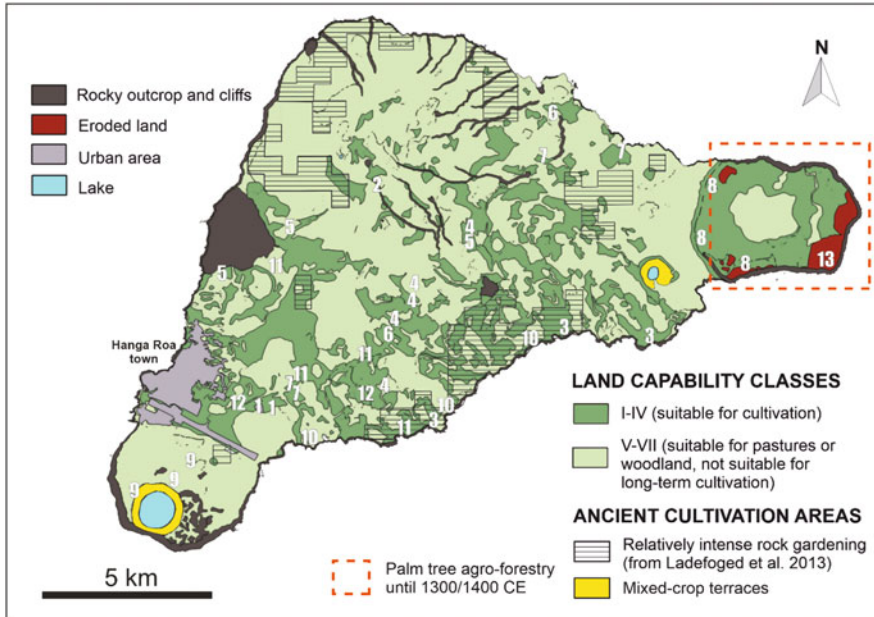 N
Rocky outcrop and cliffs
Eroded land
Urban area
Lake
6
7
7
2
8
4
5
5
8
11
5
8
13
4
4
4
6
3
3
10
Hanga Roa
town
11
11
7
7
4
12
12
1 1
10
3
11
10
9
9
9
LAND CAPABILITY CLASSES
I-IV (suitable for cultivation)
V-VII (suitable for pastures or
woodland, not suitable for
long-term cultivation)
ANCIENT CULTIVATION AREAS
Relatively intense rock gardening
(from Ladefoged et al. 2013)
Mixed-crop terraces
5 km
Palm tree agro-forestry
until 1300/1400 CE